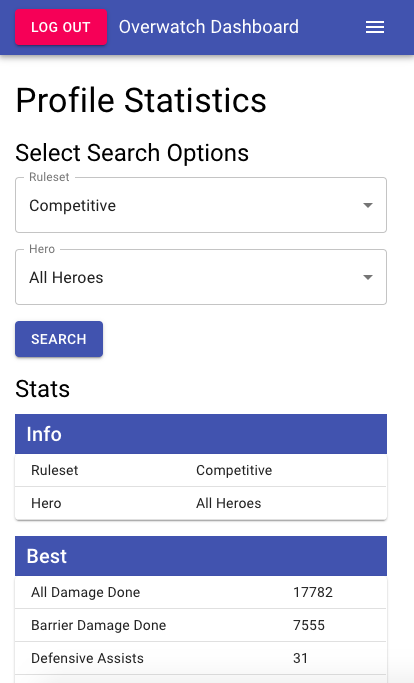 LOG OUT Overwatch Dashboard
Profile Statistics
Select Search Options
Ruleset
Competitive
Hero
All Heroes
SEARCH
Stats
Info
Ruleset Competitive
Hero All Heroes
Best
All Damage Done 17782
Barrier Damage Done 7555
Defensive Assists 31